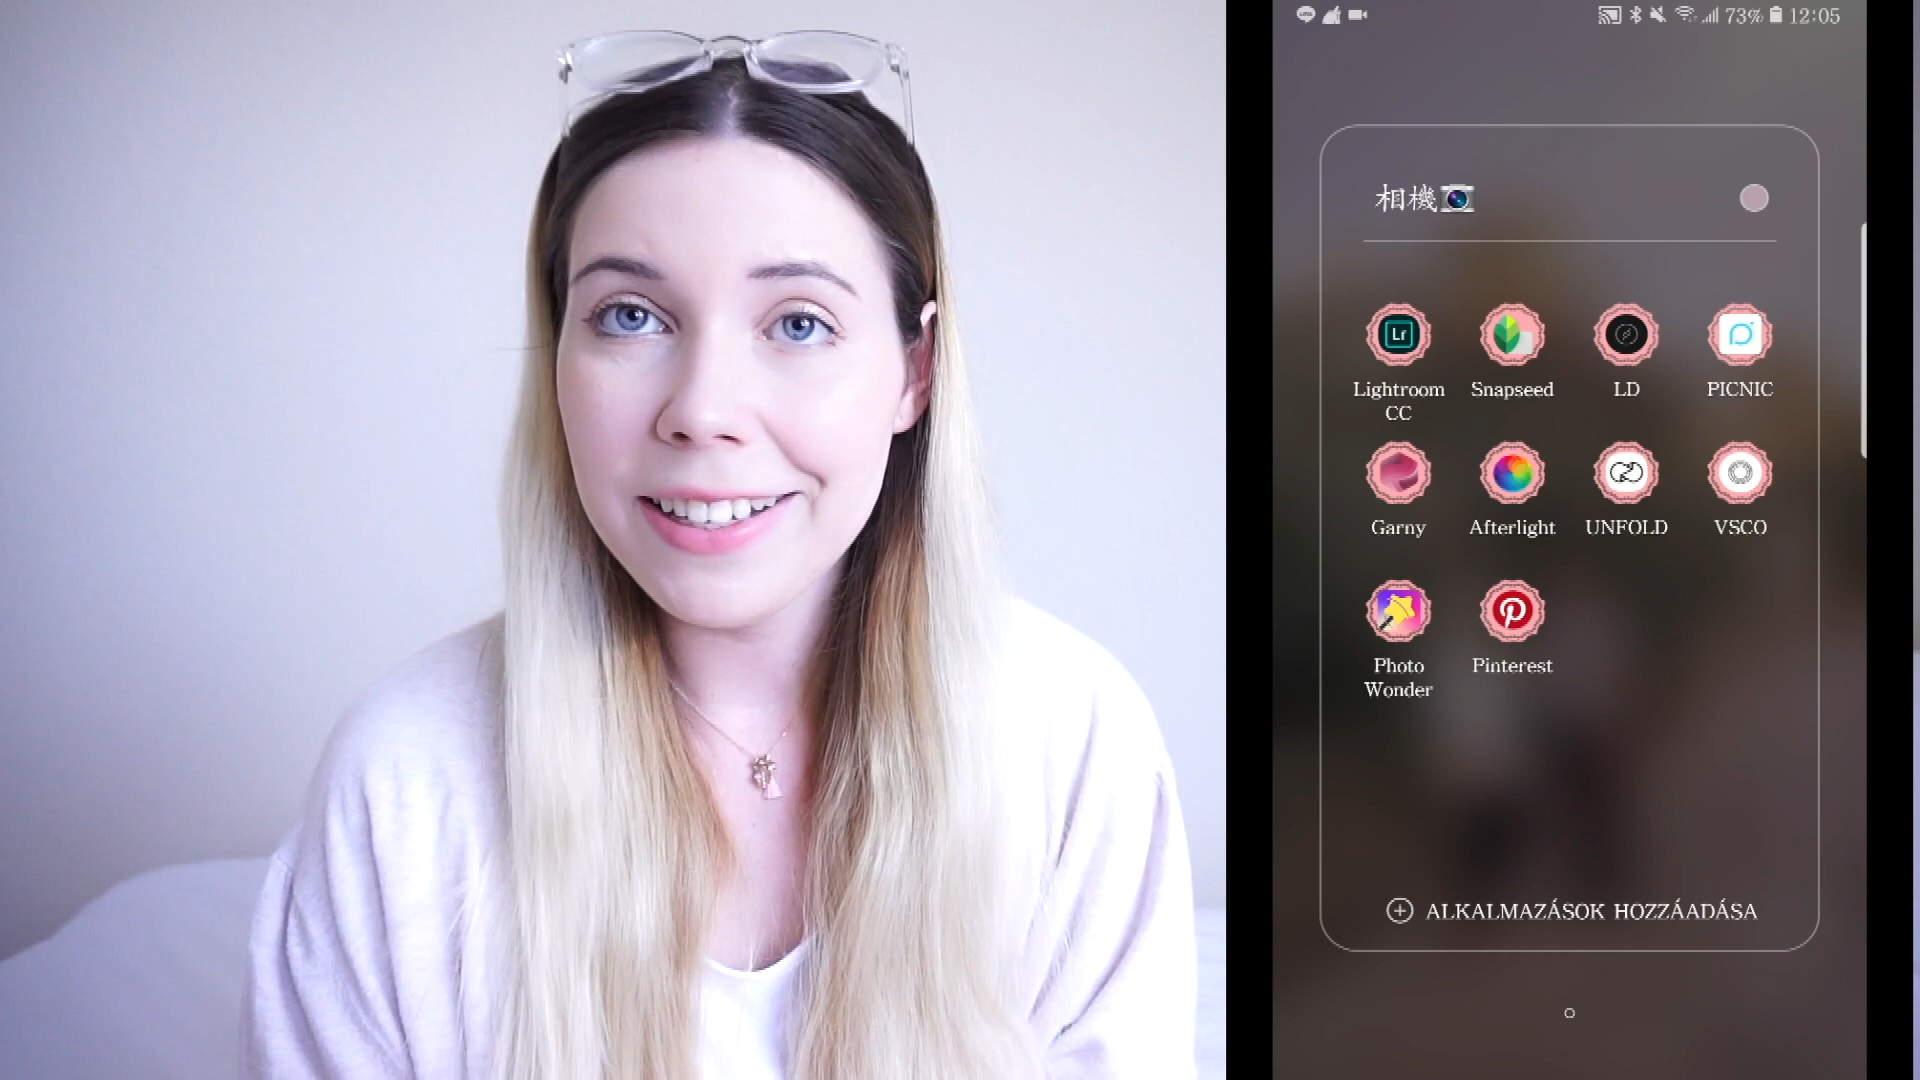 73% 12:05
相機
Lr
Lightroom CC
Snapseed
LD
PICNIC
Garny
Afterlight
UNFOLD
VSCO
Photo Wonder
Pinterest
ALKALMAZÁSOK HOZZÁADÁSA